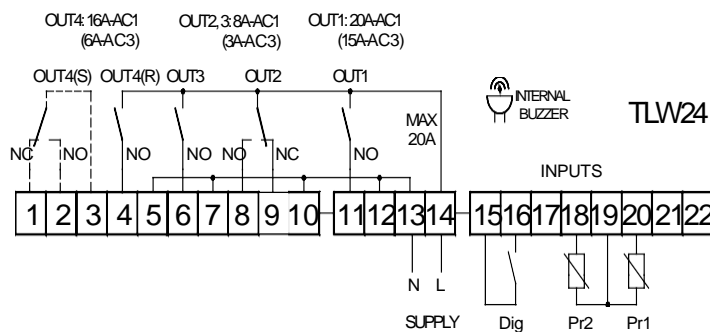 OUT4: 16A-AC1
(6A-AC3)
OUT2, 3: 8A-AC1
(3A-AC3)
OUT1: 20A-AC1
(15A-AC3)
OUT4(S) OUT4(R) OUT3 OUT2 OUT1
INTERNAL
BUZZER
TLW24
MAX
20A
NC NO NO NO NO NC NO
INPUTS
1 2 3 4 5 6 7 8 9 10 11 12 13 14 15 16 17 18 19 20 21 22
N L
SUPPLY Dig Pr2 Pr1